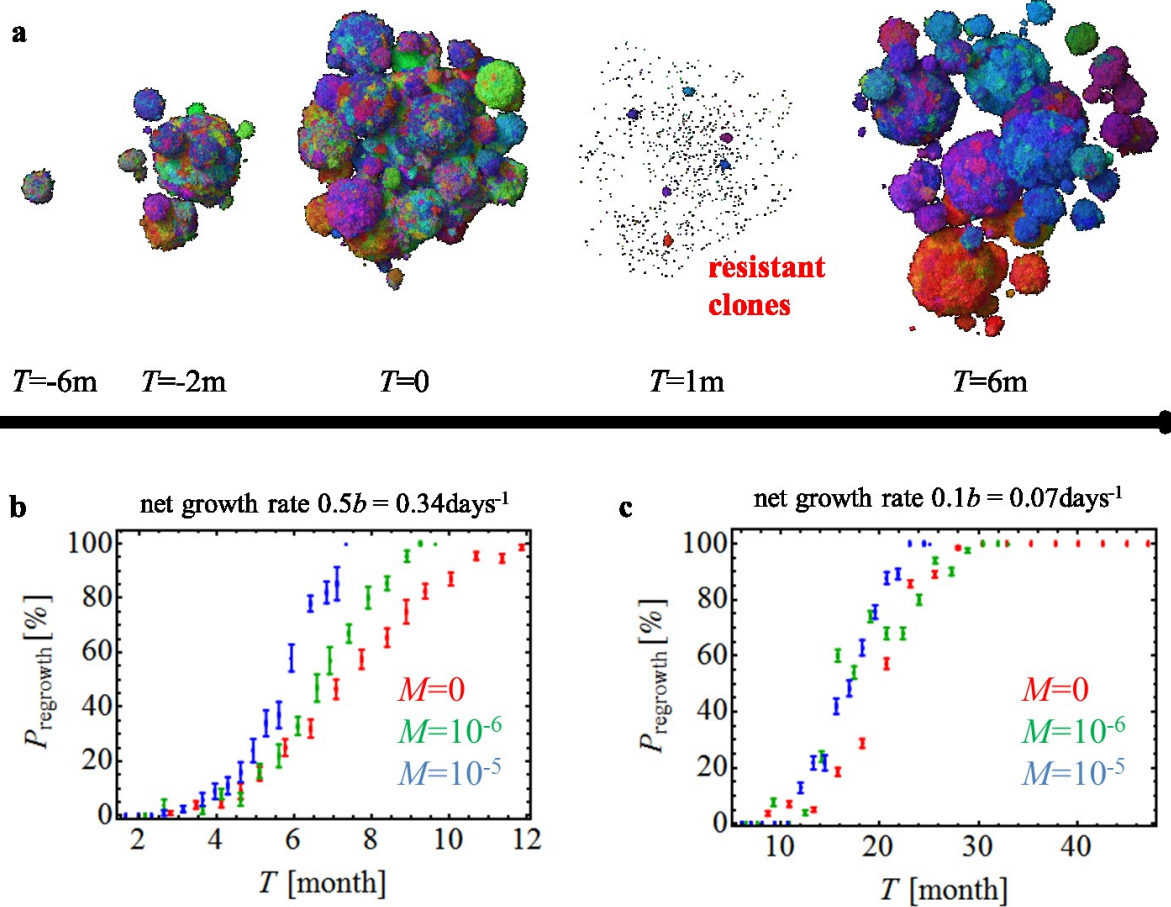 a
resistant
clones
T=-6m T=-2m T=0 T=1m T=6m
b net growth rate 0.5b = 0.34days-1
100
80
60
40
20
0
Pregrowth [%]
M=0
M=10-6
M=10-5
2 4 6 8 10 12
T [month]
c net growth rate 0.1b = 0.07days-1
100
80
60
40
20
0
Pregrowth [%]
M=0
M=10-6
M=10-5
10 20 30 40
T [month]